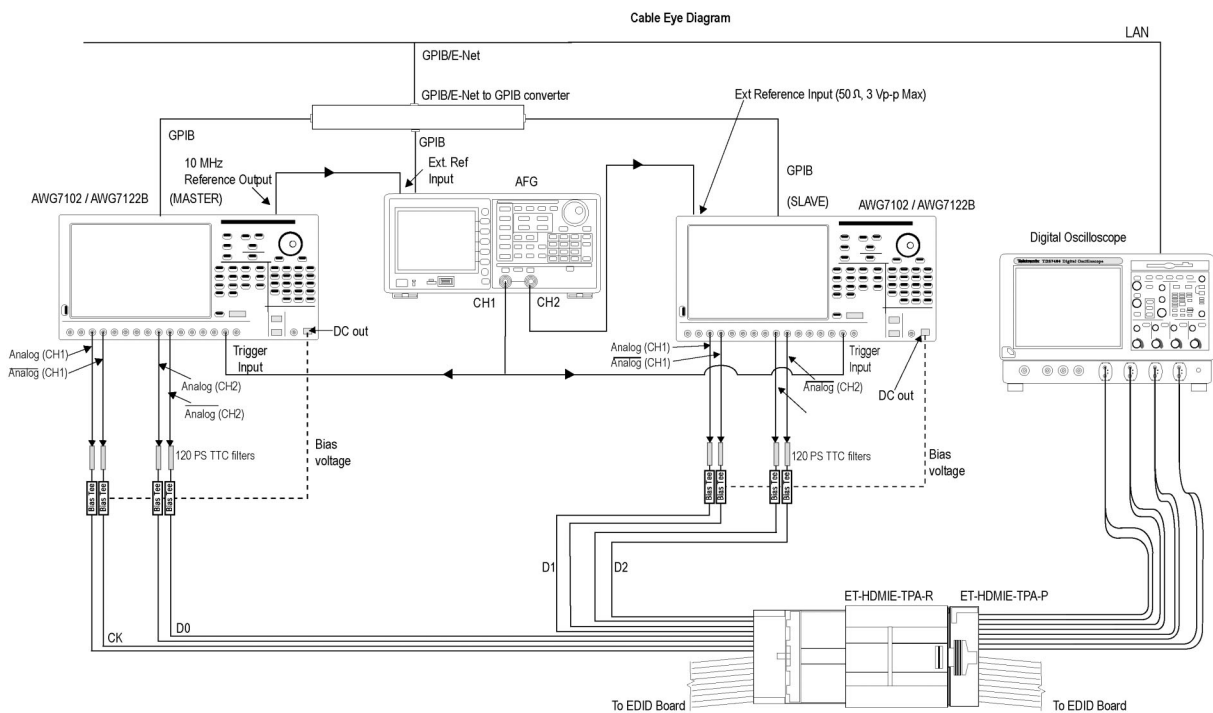 Cable Eye Diagram
LAN
GPIB/E-Net
GPIB/E-Net to GPIB converter
Ext Reference Input (50 Ω, 3 Vp-p Max)
GPIB
GPIB
GPIB
10 MHz
Reference Output
Ext. Ref
Input
AFG
AWG7102 / AWG7122B
(MASTER)
(SLAVE)
AWG7102 / AWG7122B
Digital Oscilloscope
Tektronix
Digital Oscilloscope
CH1
CH2
DC out
Analog (CH1)
Analog (CH1)
Trigger
Input
Analog (CH2)
Analog (CH2)
Analog (CH1)
Analog (CH1)
Trigger
Input
Analog (CH2)
DC out
120 PS TTC filters
Bias
voltage
120 PS TTC filters
Bias
voltage
Bias Tee
Bias Tee
Bias Tee
Bias Tee
Bias Tee
Bias Tee
Bias Tee
Bias Tee
D1
D2
ET-HDMIE-TPA-R
ET-HDMIE-TPA-P
CK
D0
To EDID Board
To EDID Board